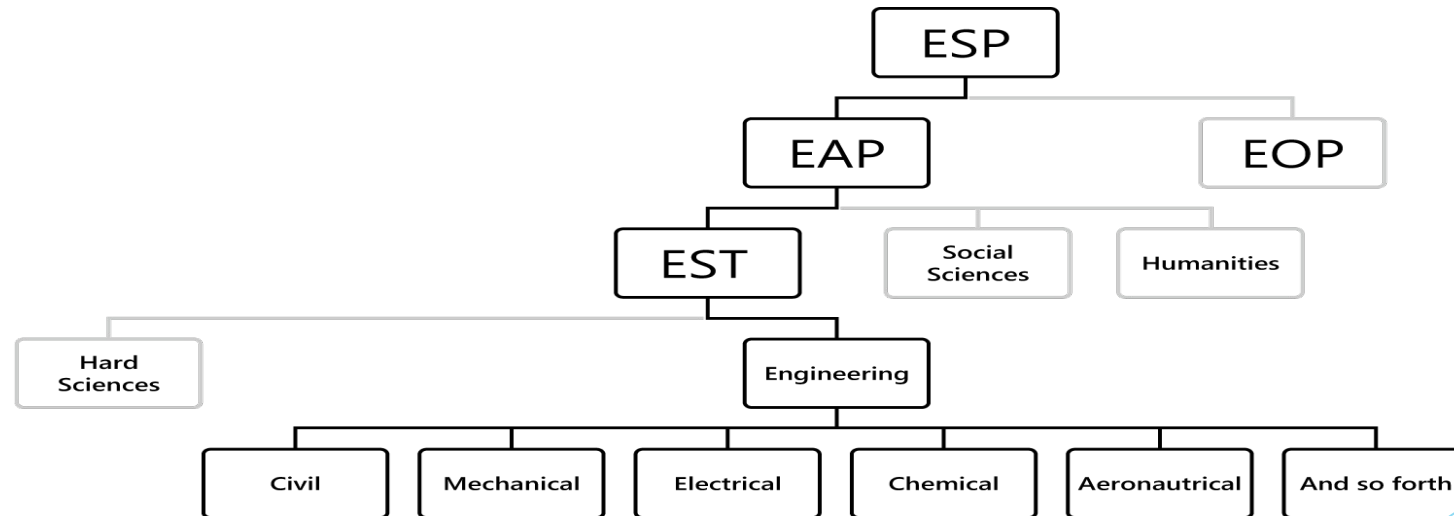 ESP
EAP
EOP
EST
Social
Sciences
Humanities
Hard
Sciences
Engineering
Civil
Mechanical
Electrical
Chemical
Aeronautrical
And so forth